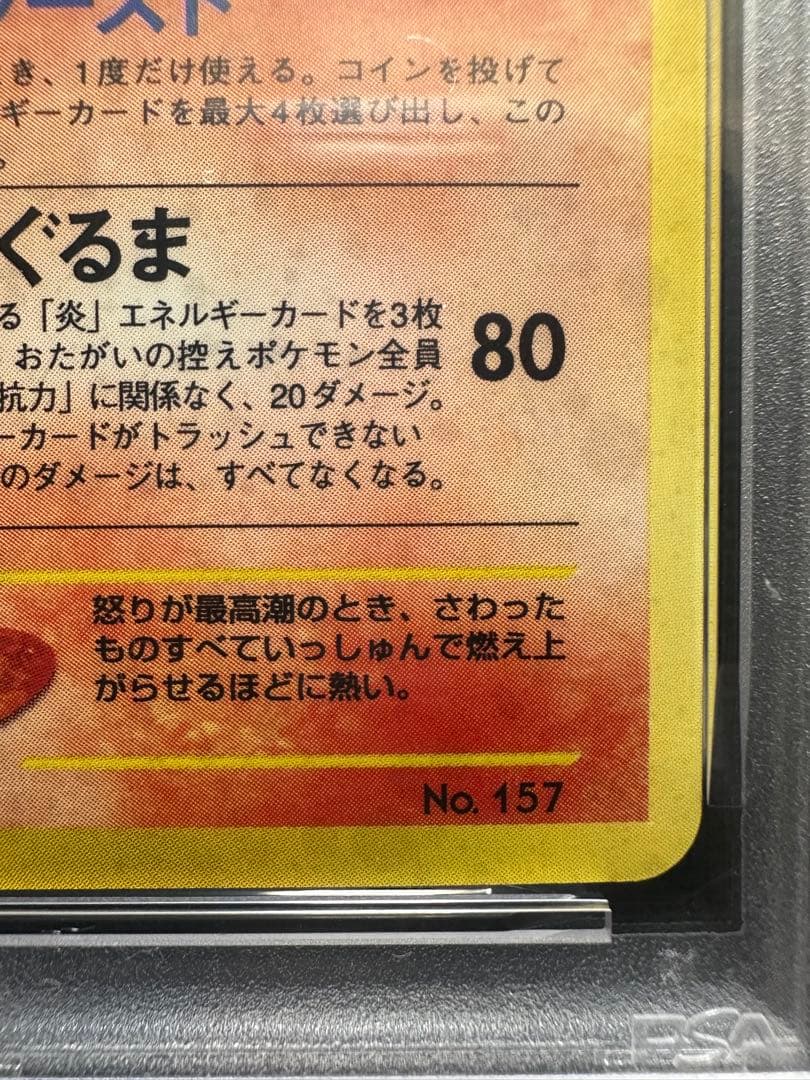 ースト
き、1度だけ使える。コインを投げて
ギーカードを最大4枚選び出し、この
。
ぐるま
る「炎」エネルギーカードを3枚
、おたがいの控えポケモン全員
抗力」に関係なく、20ダメージ。
ーカードがトラッシュできない
のダメージは、すべてなくなる。
80
怒りが最高潮のとき、さわった
ものすべていっしゅんで燃え上
がらせるほどに熱い。
No. 157
PSA